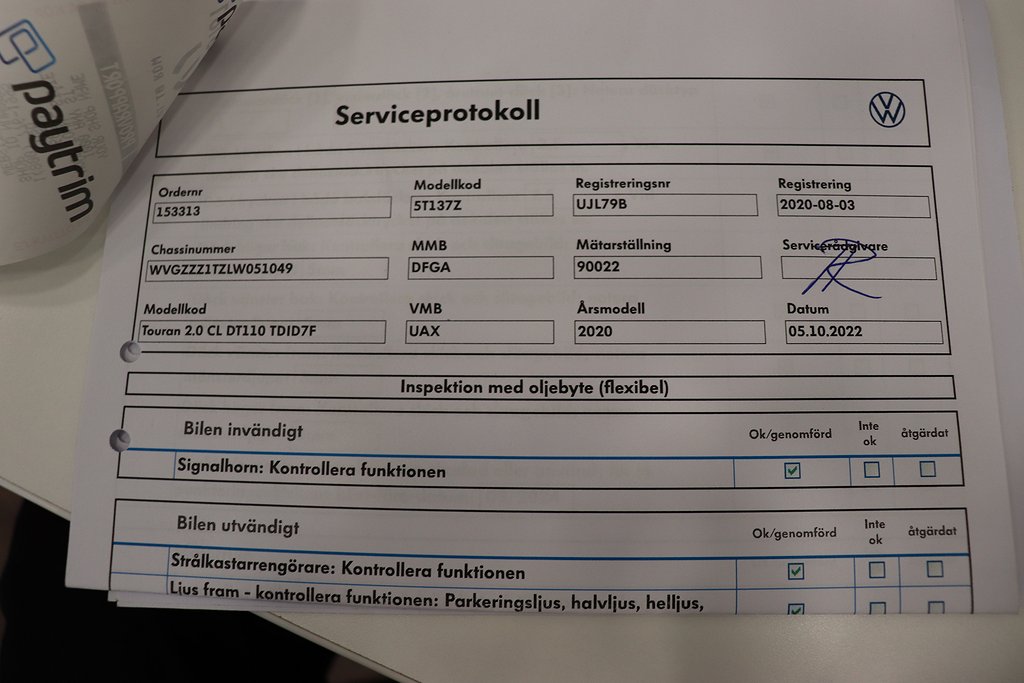 paytrim
Serviceprotokoll
Ordernr
Modellkod
Registreringsnr
Registrering
153313
5T137Z
UJL79B
2020-08-03
Chassinummer
MMB
Mätarställning
Servicerådgivare
WVGZZZ1TZLW051049
DFGA
90022
Modellkod
VMB
Årsmodell
Datum
Touran 2.0 CL DT110 TDID7F
UAX
2020
05.10.2022
Inspektion med oljebyte (flexibel)
Bilen invändigt
Ok/genomförd
Inte
ok
åtgärdat
Signalhorn: Kontrollera funktionen
Bilen utvändigt
Ok/genomförd
Inte
ok
åtgärdat
Strålkastarrengörare: Kontrollera funktionen
Ljus fram - kontrollera funktionen: Parkeringsljus, halvljus, helljus,